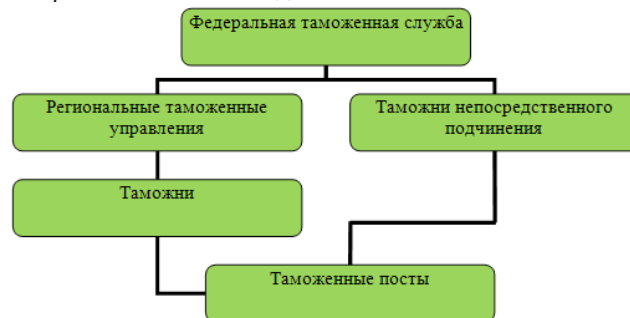 Федеральная таможенная служба
Региональные таможенные
управления
Таможни непосредственного
подчинения
Таможни
Таможенные посты